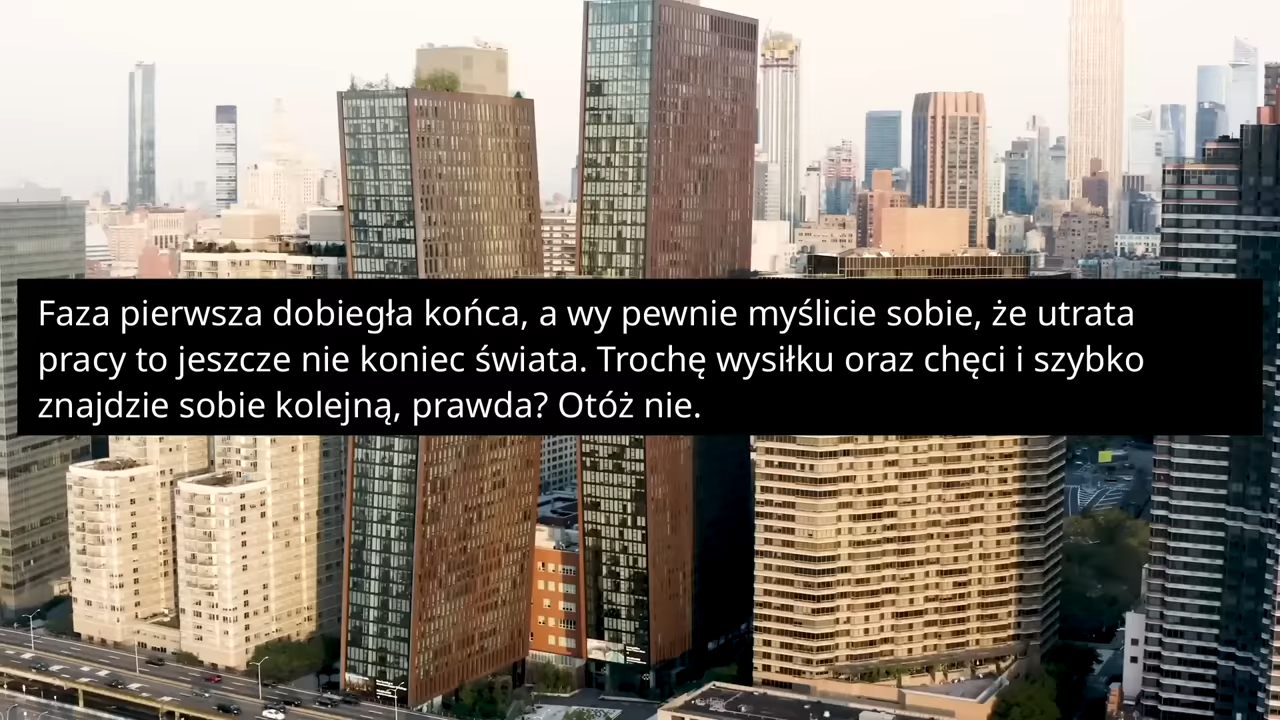 Faza pierwsza dobiegła końca, a wy pewnie myślicie sobie, że utrata
pracy to jeszcze nie koniec świata. Trochę wysiłku oraz chęci i szybko
znajdzie sobie kolejną, prawda? Otóż nie.